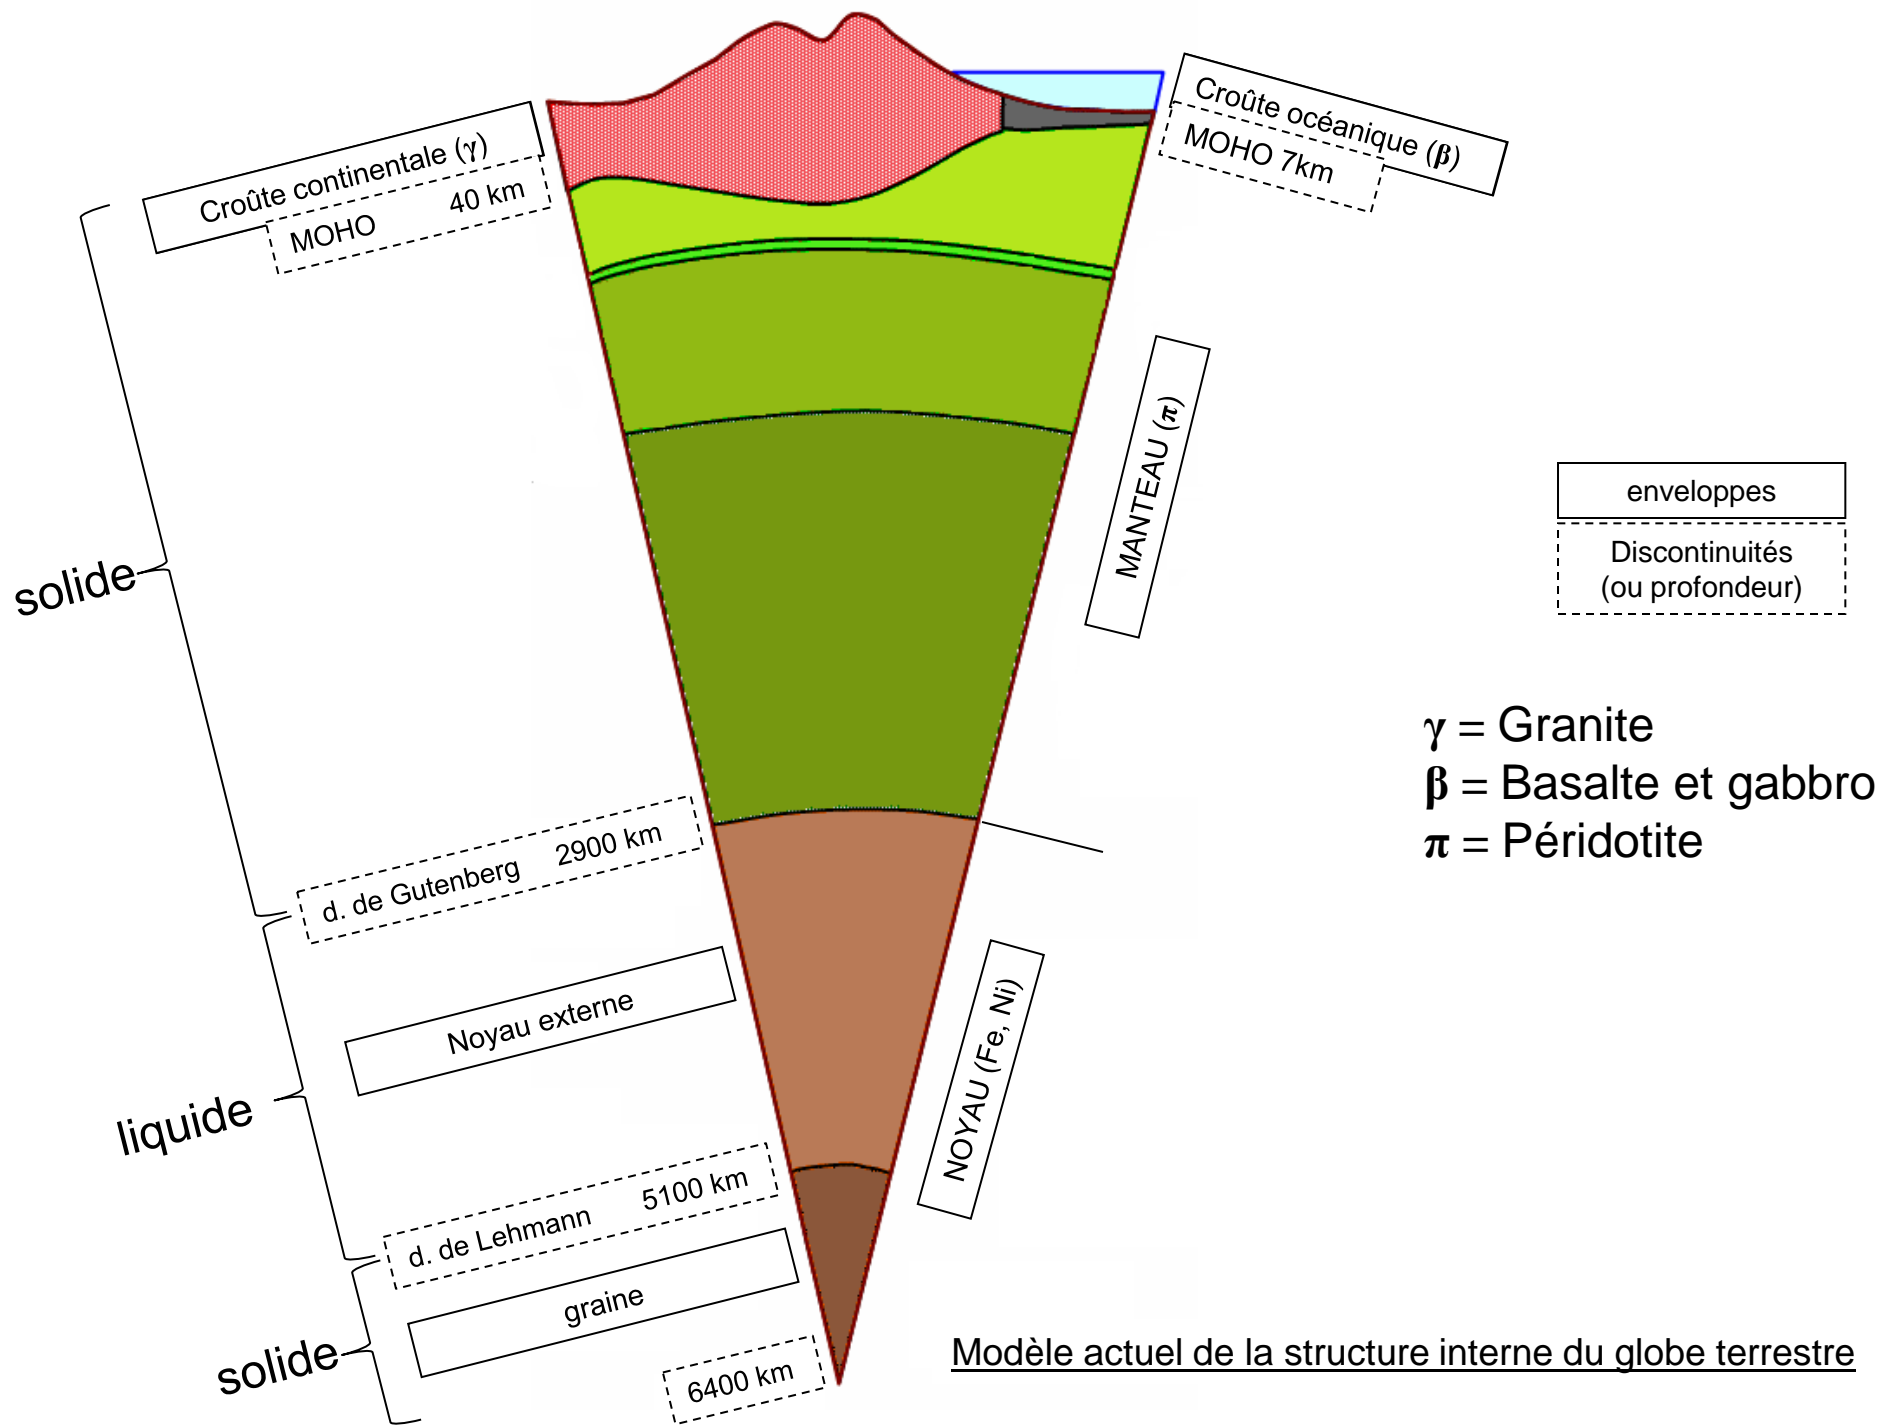 Croûte continentale (γ)
MOHO 40 km
Croûte océanique (β)
MOHO 7km
solide
MANTEAU (π)
enveloppes
Discontinuités
(ou profondeur)
γ = Granite
β = Basalte et gabbro
π = Péridotite
d. de Gutenberg 2900 km
Noyau externe
liquide
NOYAU (Fe, Ni)
d. de Lehmann 5100 km
graine
solide
6400 km
Modèle actuel de la structure interne du globe terrestre